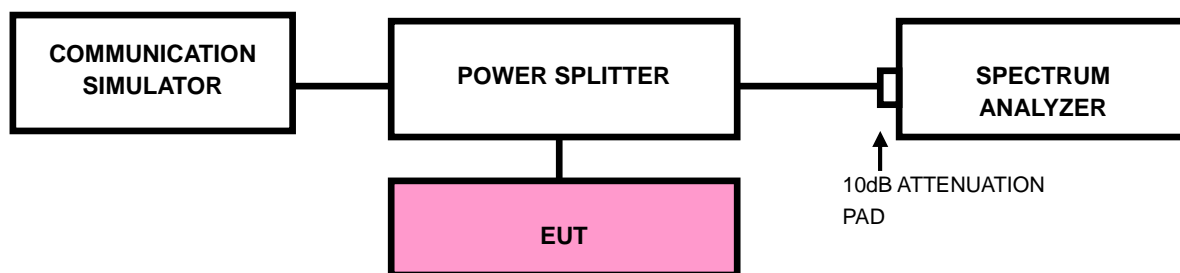 COMMUNICATION
SIMULATOR
POWER SPLITTER
SPECTRUM
ANALYZER
10dB ATTENUATION
PAD
EUT